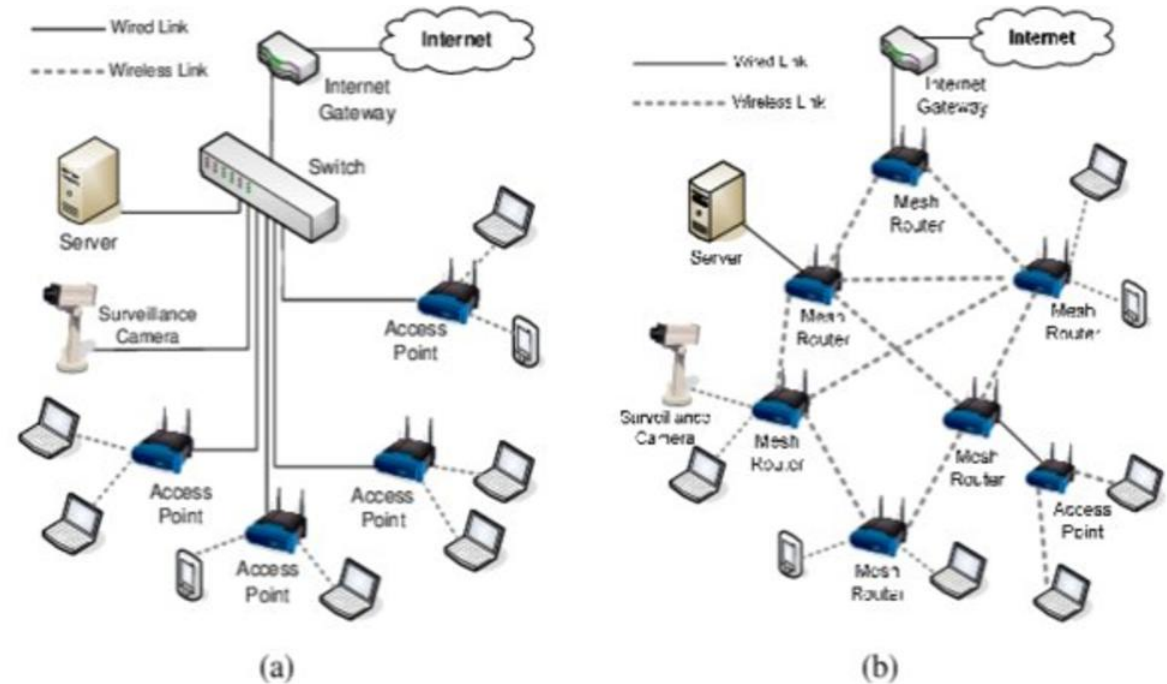 Wired Link
Internet
Wireless Link
Internet
Gateway
Switch
Server
Surveillance
Camera
Access
Point
Access
Point
Access
Point
Access
Point
(a)
Internet
Wired Link
Wireless Link
Internet
Gateway
Mesh
Router
Server
Mesh
Router
Mesh
Router
Surveillance
Camera
Mesh
Router
Mesh
Router
Access
Point
Mesh
Router
(b)